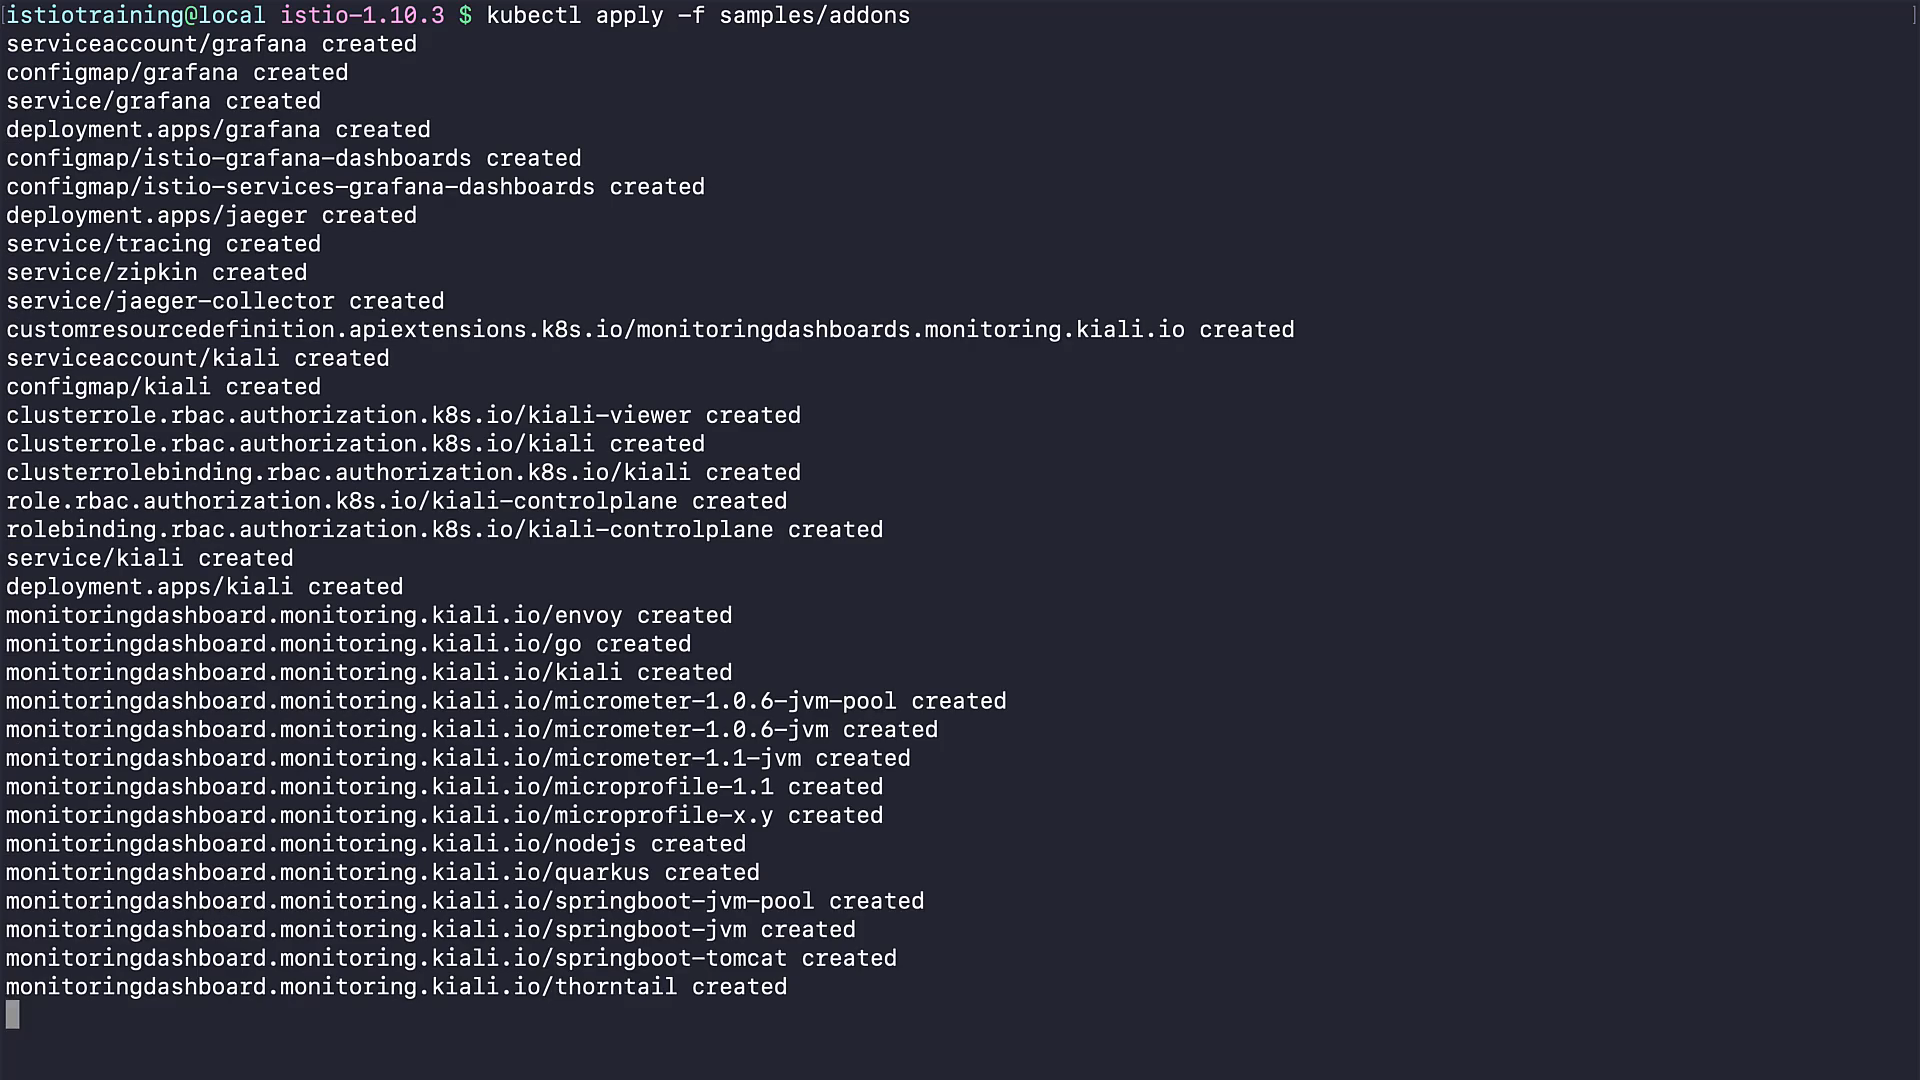 istiotraining@local istio-1.10.3 $ kubectl apply -f samples/addons
serviceaccount/grafana created
configmap/grafana created
service/grafana created
deployment.apps/grafana created
configmap/istio-grafana-dashboards created
configmap/istio-services-grafana-dashboards created
deployment.apps/jaeger created
service/tracing created
service/zipkin created
service/jaeger-collector created
customresourcedefinition.apiextensions.k8s.io/monitoringdashboards.monitoring.kiali.io created
serviceaccount/kiali created
configmap/kiali created
clusterrole.rbac.authorization.k8s.io/kiali-viewer created
clusterrole.rbac.authorization.k8s.io/kiali created
clusterrolebinding.rbac.authorization.k8s.io/kiali created
role.rbac.authorization.k8s.io/kiali-controlplane created
rolebinding.rbac.authorization.k8s.io/kiali-controlplane created
service/kiali created
deployment.apps/kiali created
monitoringdashboard.monitoring.kiali.io/envoy created
monitoringdashboard.monitoring.kiali.io/go created
monitoringdashboard.monitoring.kiali.io/kiali created
monitoringdashboard.monitoring.kiali.io/micrometer-1.0.6-jvm-pool created
monitoringdashboard.monitoring.kiali.io/micrometer-1.0.6-jvm created
monitoringdashboard.monitoring.kiali.io/micrometer-1.1-jvm created
monitoringdashboard.monitoring.kiali.io/microprofile-1.1 created
monitoringdashboard.monitoring.kiali.io/microprofile-x.y created
monitoringdashboard.monitoring.kiali.io/nodejs created
monitoringdashboard.monitoring.kiali.io/quarkus created
monitoringdashboard.monitoring.kiali.io/springboot-jvm-pool created
monitoringdashboard.monitoring.kiali.io/springboot-jvm created
monitoringdashboard.monitoring.kiali.io/springboot-tomcat created
monitoringdashboard.monitoring.kiali.io/thorntail created